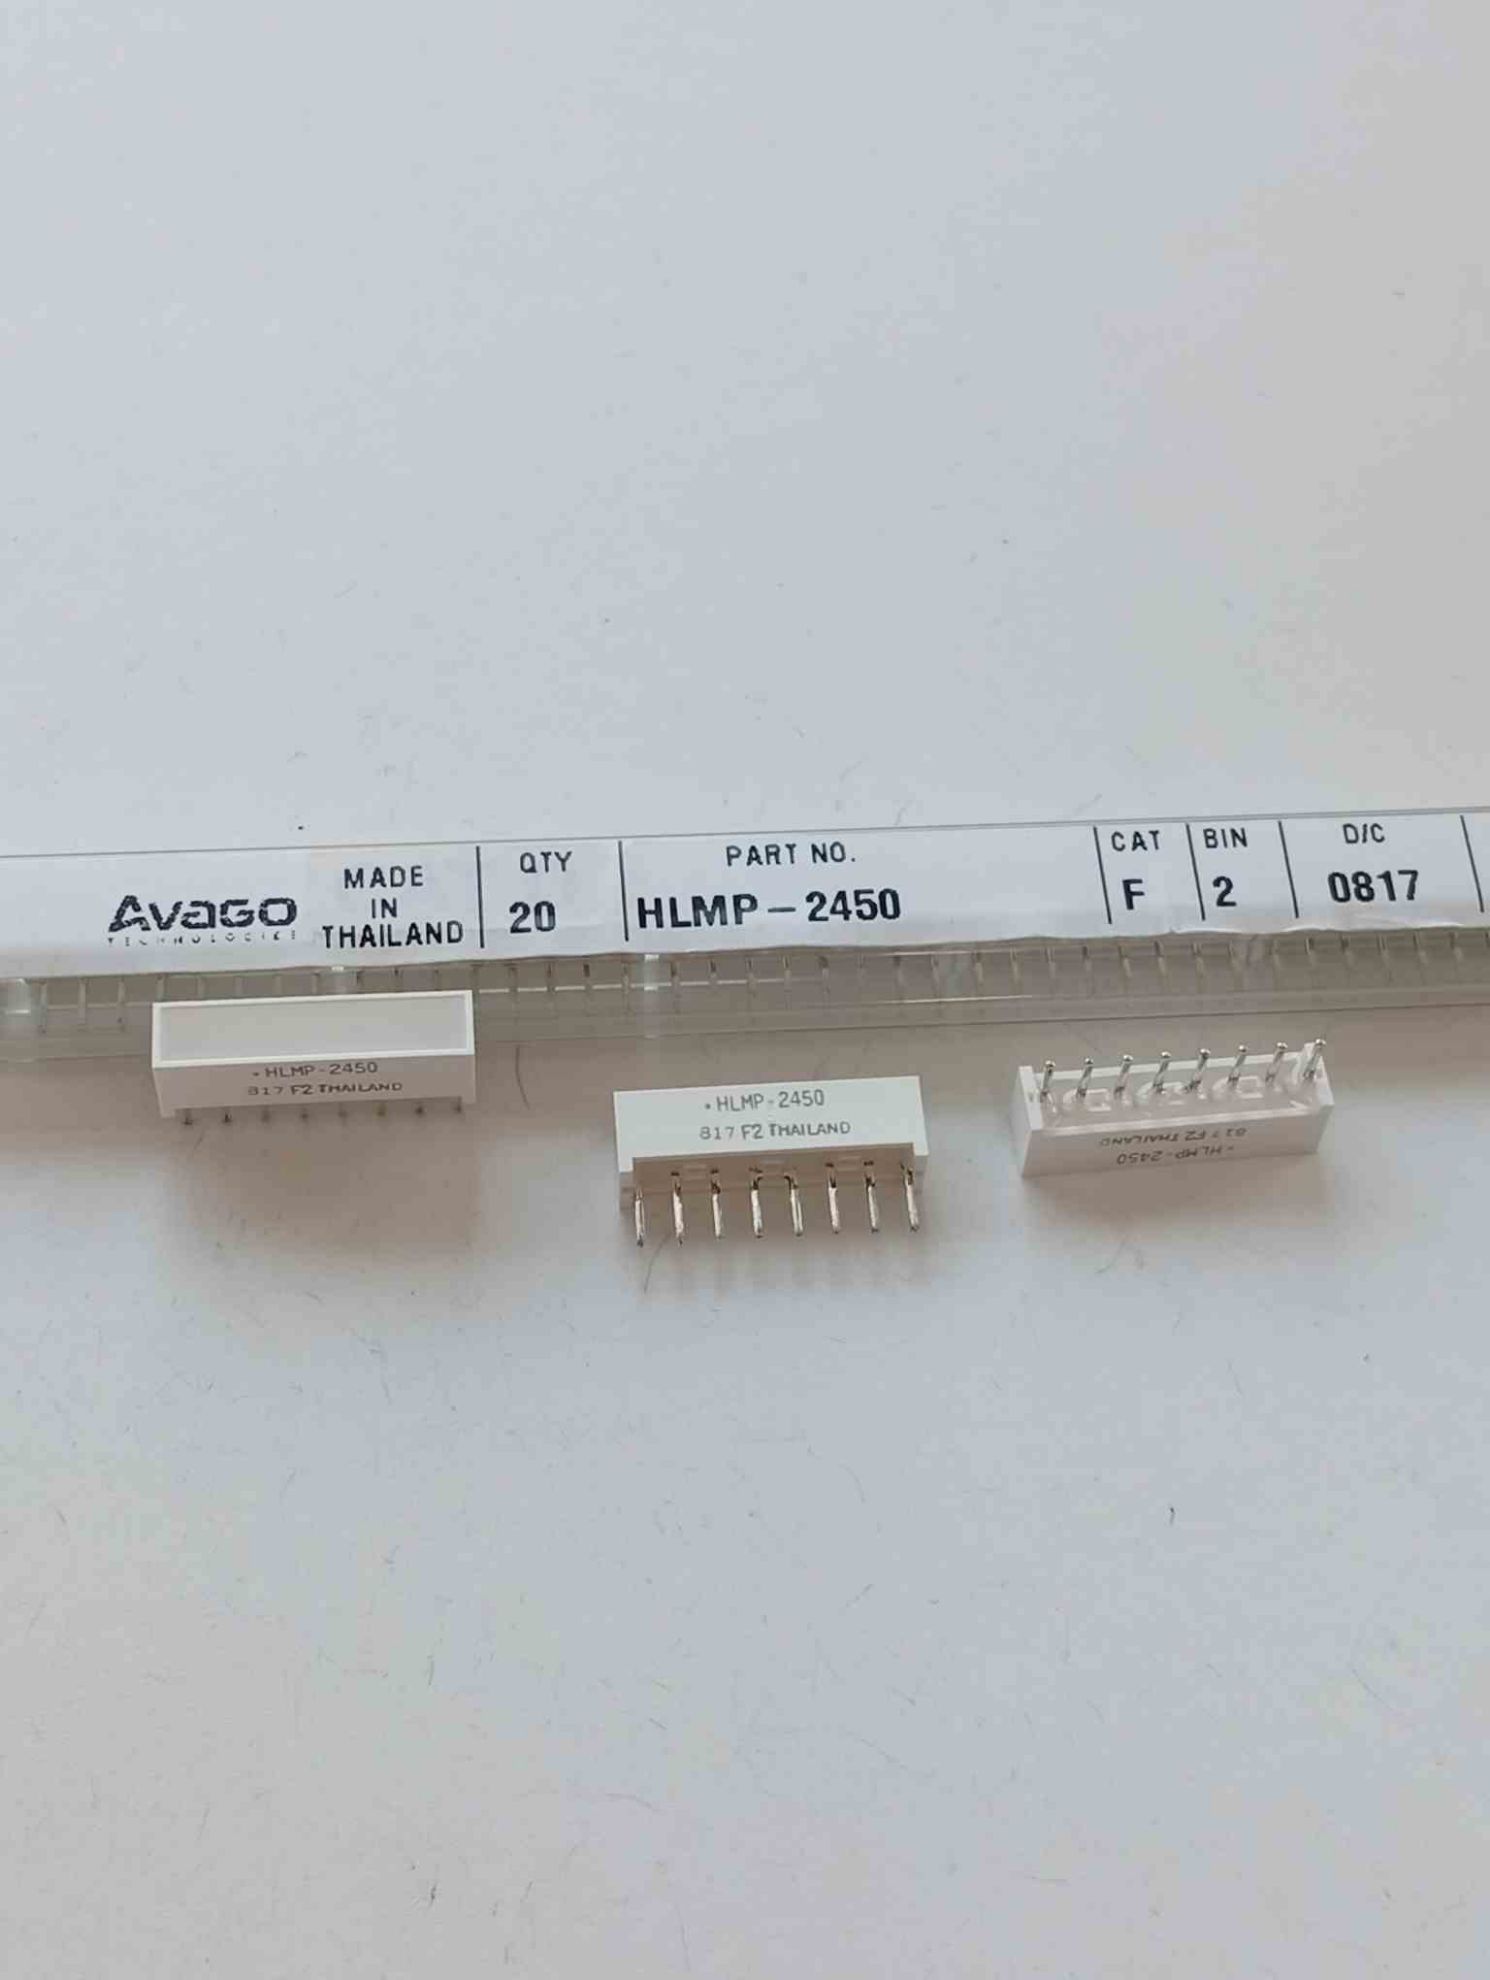 AVAGO
TECHNOLOGIES
MADE
IN
THAILAND
QTY
20
PART NO.
HLMP-2450
CAT
F
BIN
2
D/C
0817
HLMP-2450
817 F2 THAILAND
HLMP-2450
817 F2 THAILAND
HLMP-2450
817 F2 THAILAND